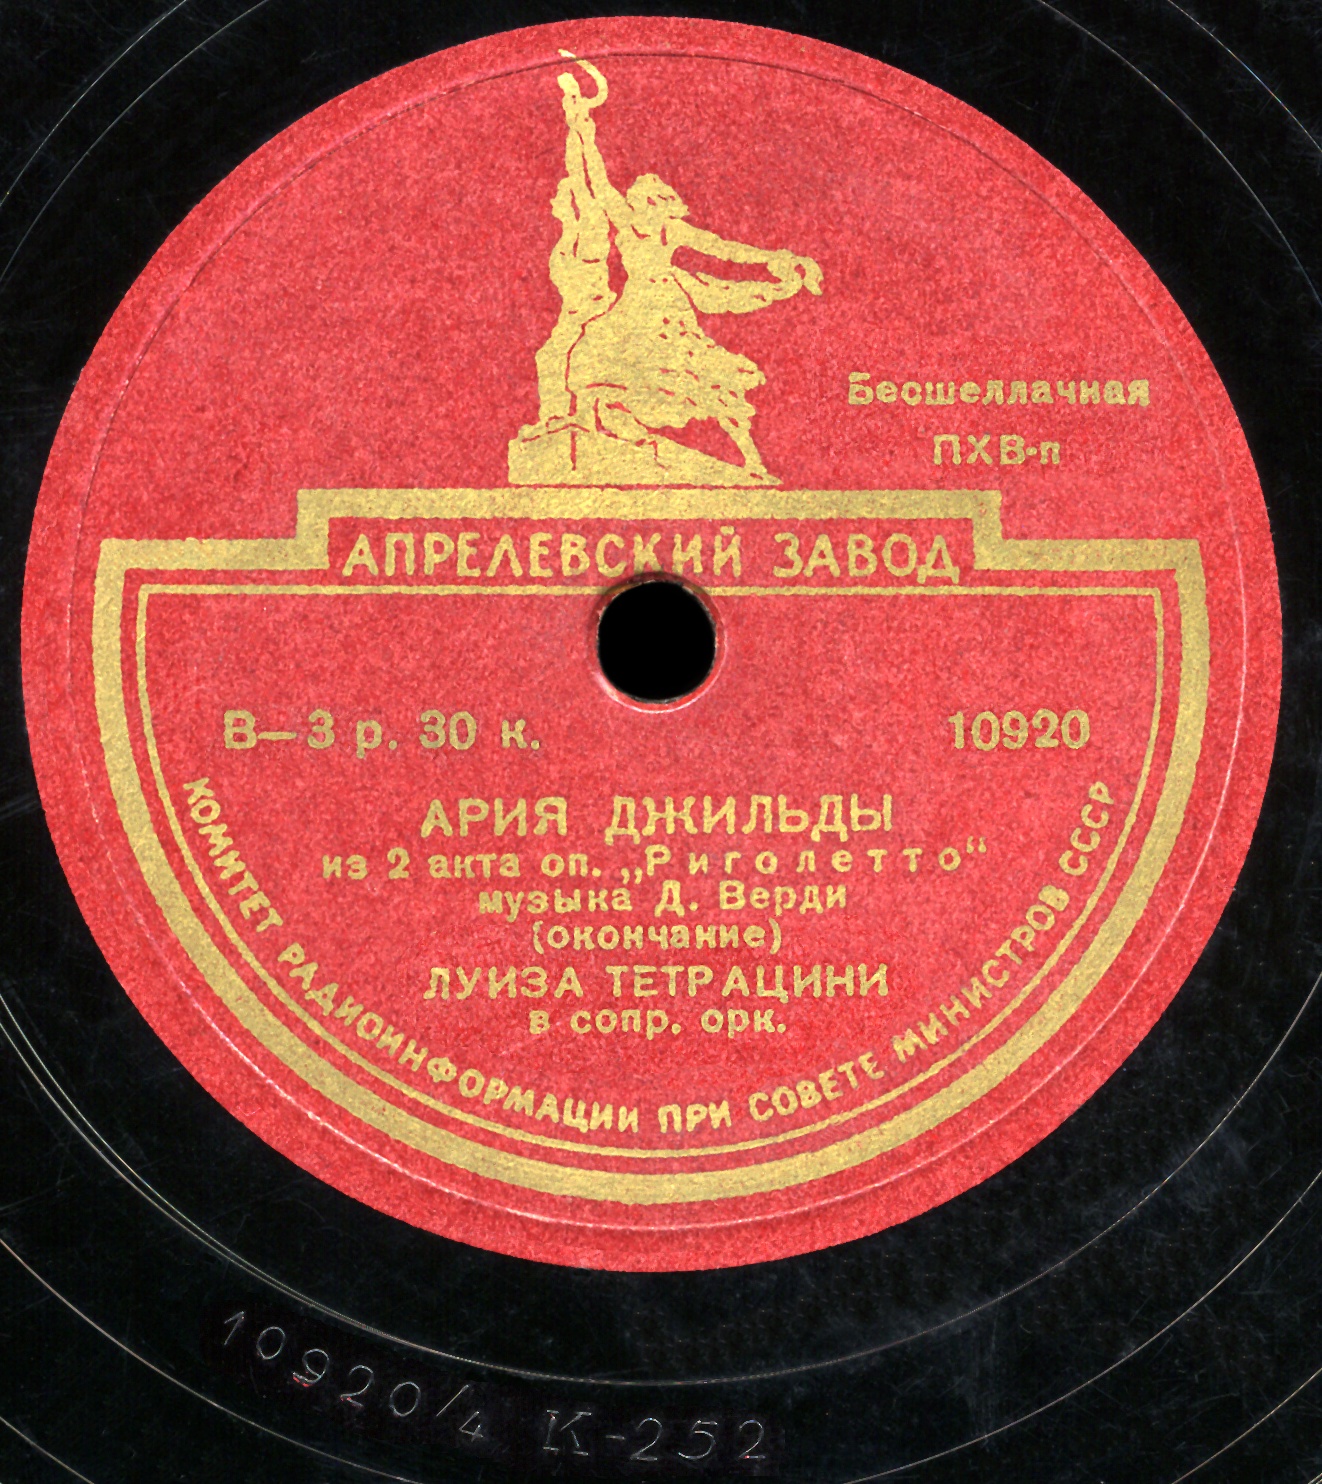 Бесшеллачная
ПХВ-п
АПРЕЛЕВСКИЙ ЗАВОД
В—3 р. 30 к.
10920
АРИЯ ДЖИЛЬДЫ
из 2 акта оп. „Риголетто“
музыка Д. Верди
(окончание)
ЛУИЗА ТЕТРАЦИНИ
в сопр. орк.
КОМИТЕТ РАДИОИНФОРМАЦИИ ПРИ СОВЕТЕ МИНИСТРОВ СССР
10920/4 К-252